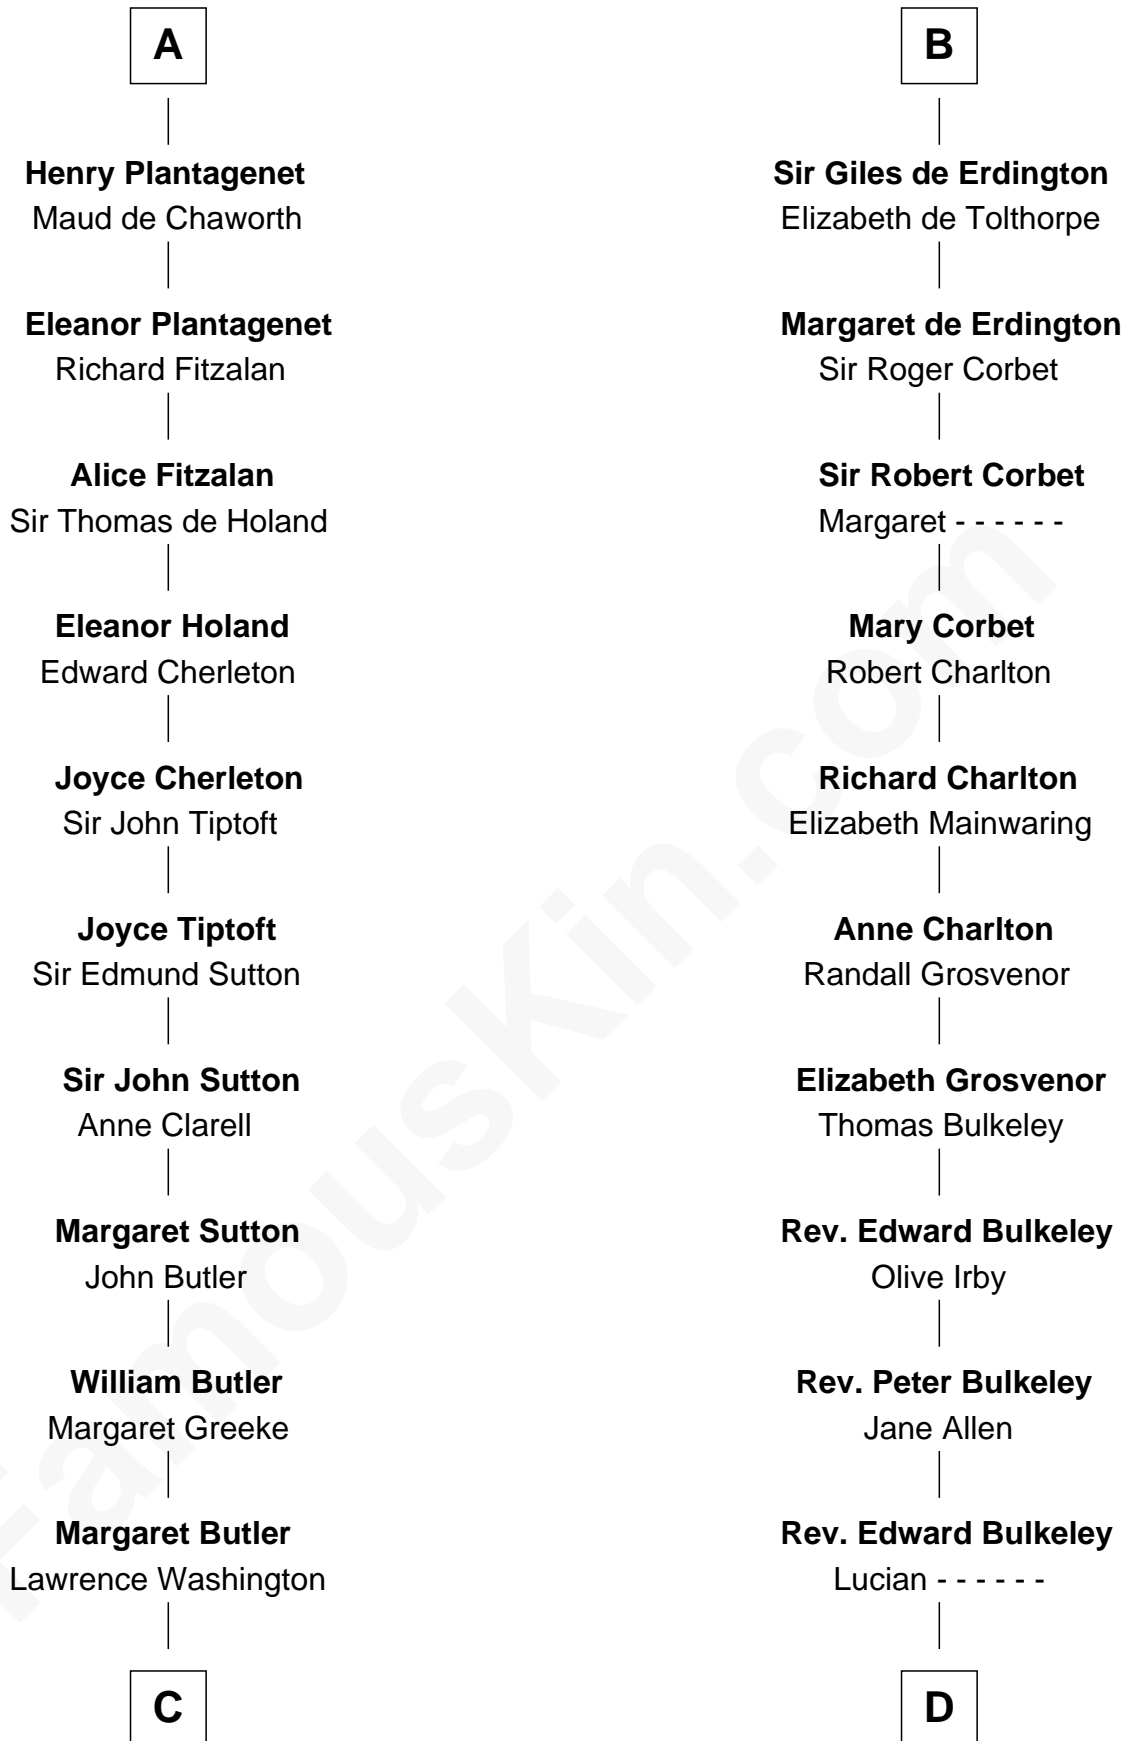 A
Henry Plantagenet
Maud de Chaworth
Eleanor Plantagenet
Richard Fitzalan
Alice Fitzalan
Sir Thomas de Holand
Eleanor Holand
Edward Cherleton
Joyce Cherleton
Sir John Tiptoft
Joyce Tiptoft
Sir Edmund Sutton
Sir John Sutton
Anne Clarell
Margaret Sutton
John Butler
William Butler
Margaret Greeke
Margaret Butler
Lawrence Washington
C
B
Sir Giles de Erdington
Elizabeth de Tolthorpe
Margaret de Erdington
Sir Roger Corbet
Sir Robert Corbet
Margaret - - - - - -
Mary Corbet
Robert Charlton
Richard Charlton
Elizabeth Mainwaring
Anne Charlton
Randall Grosvenor
Elizabeth Grosvenor
Thomas Bulkeley
Rev. Edward Bulkeley
Olive Irby
Rev. Peter Bulkeley
Jane Allen
Rev. Edward Bulkeley
Lucian - - - - - -
D
FamousKin.com